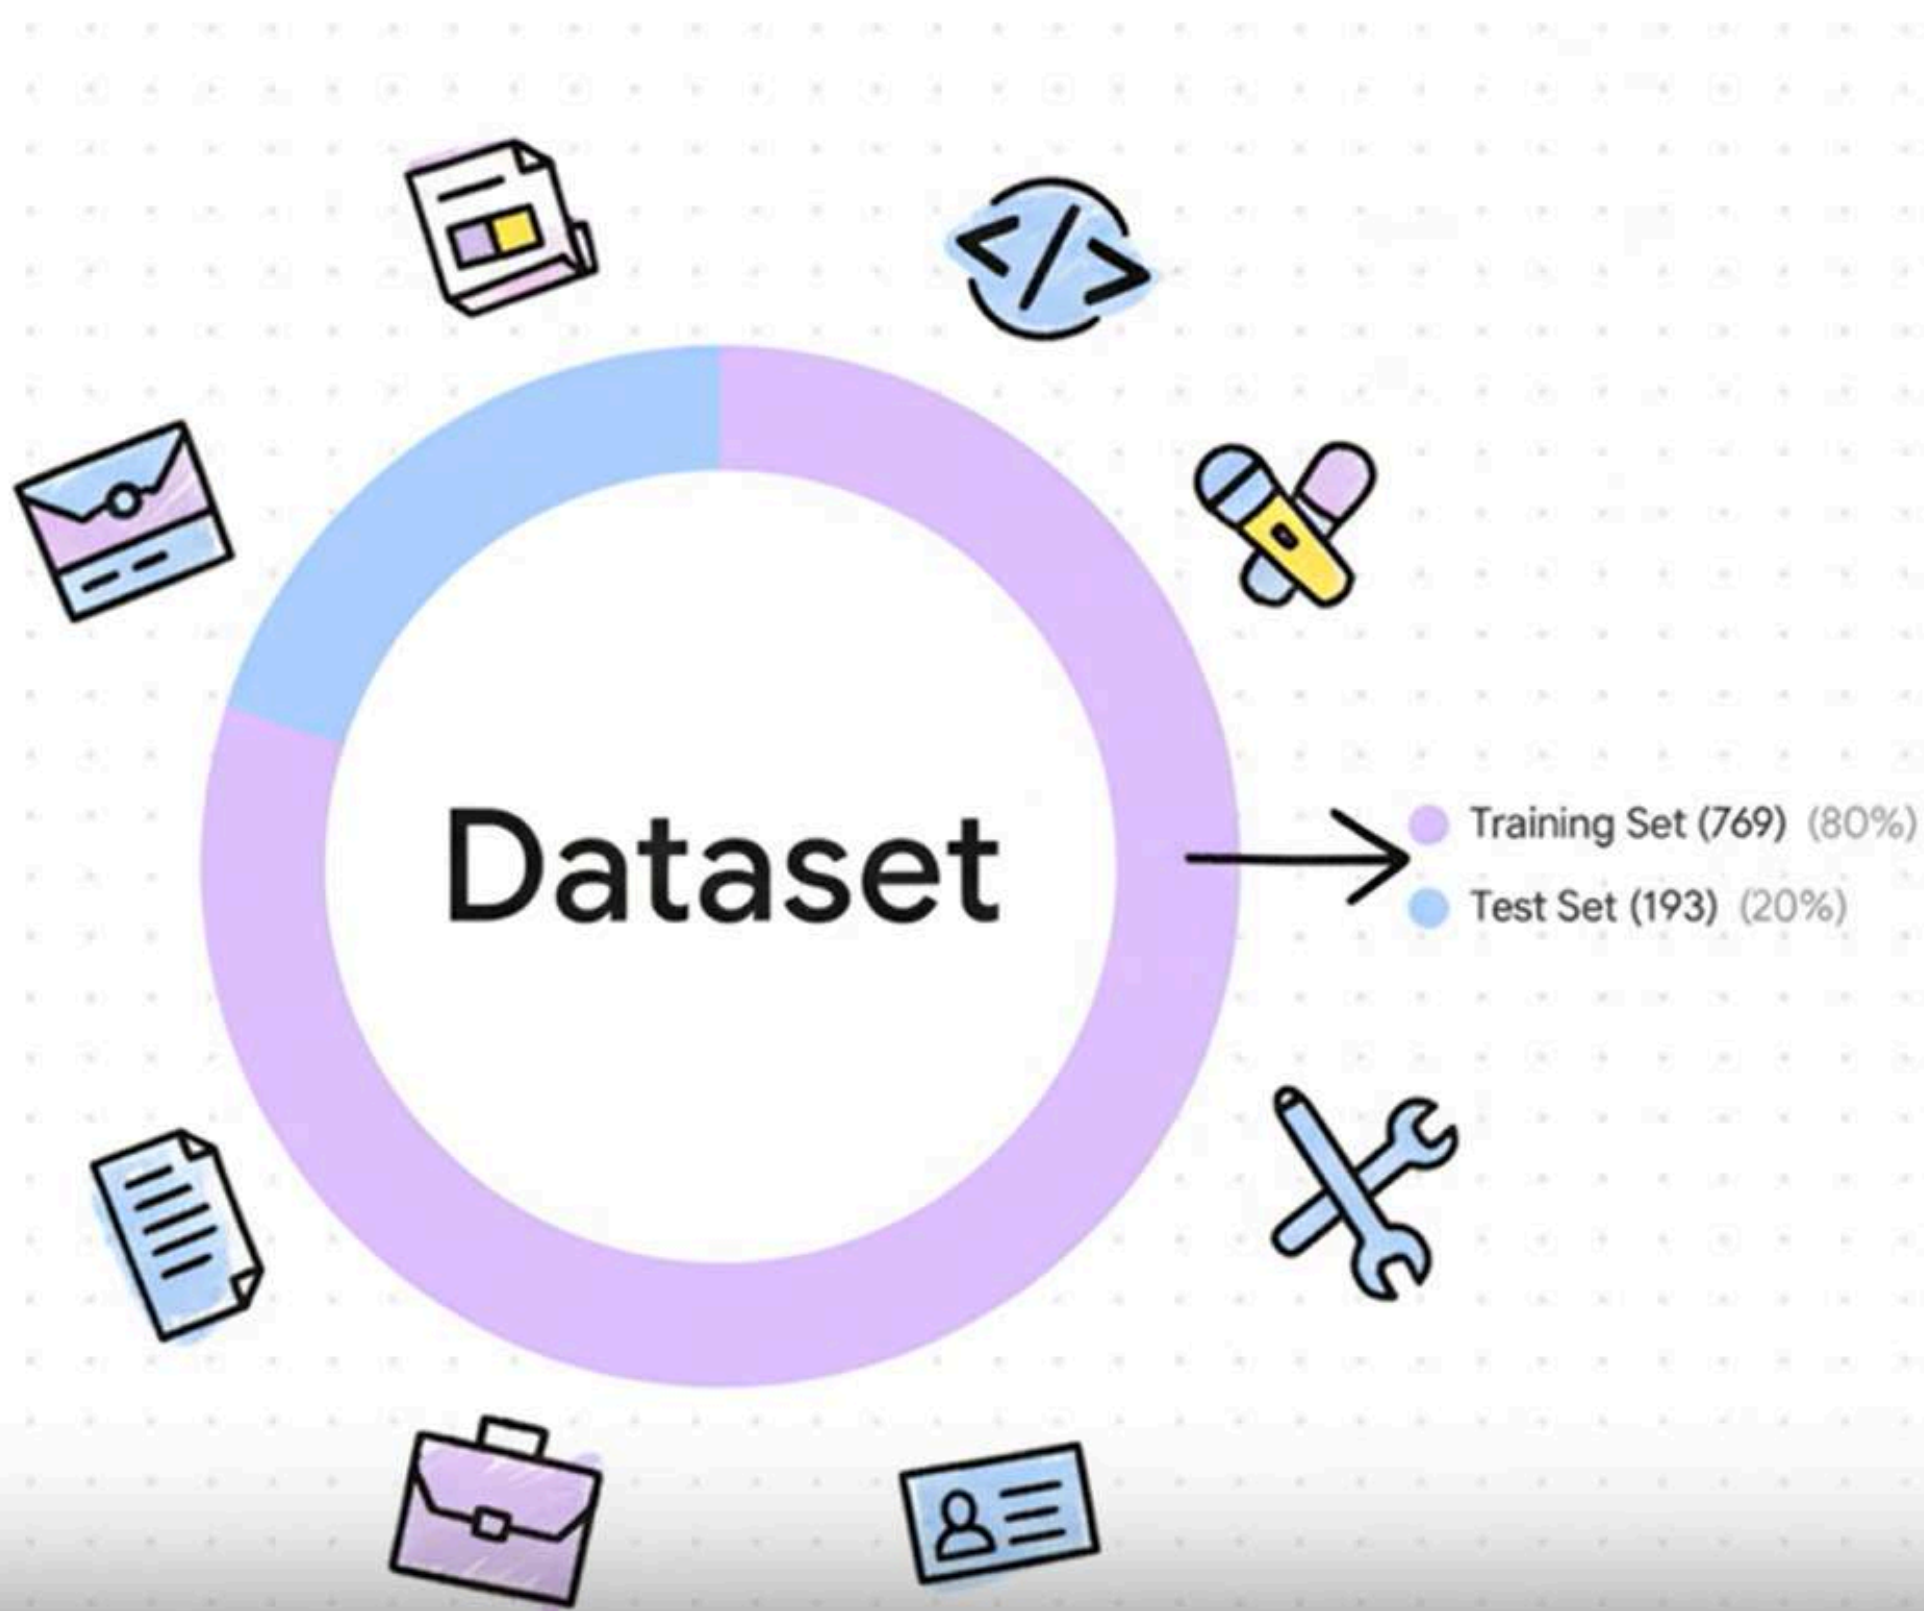 </>
Dataset
Training Set (769) (80%)
Test Set (193) (20%)